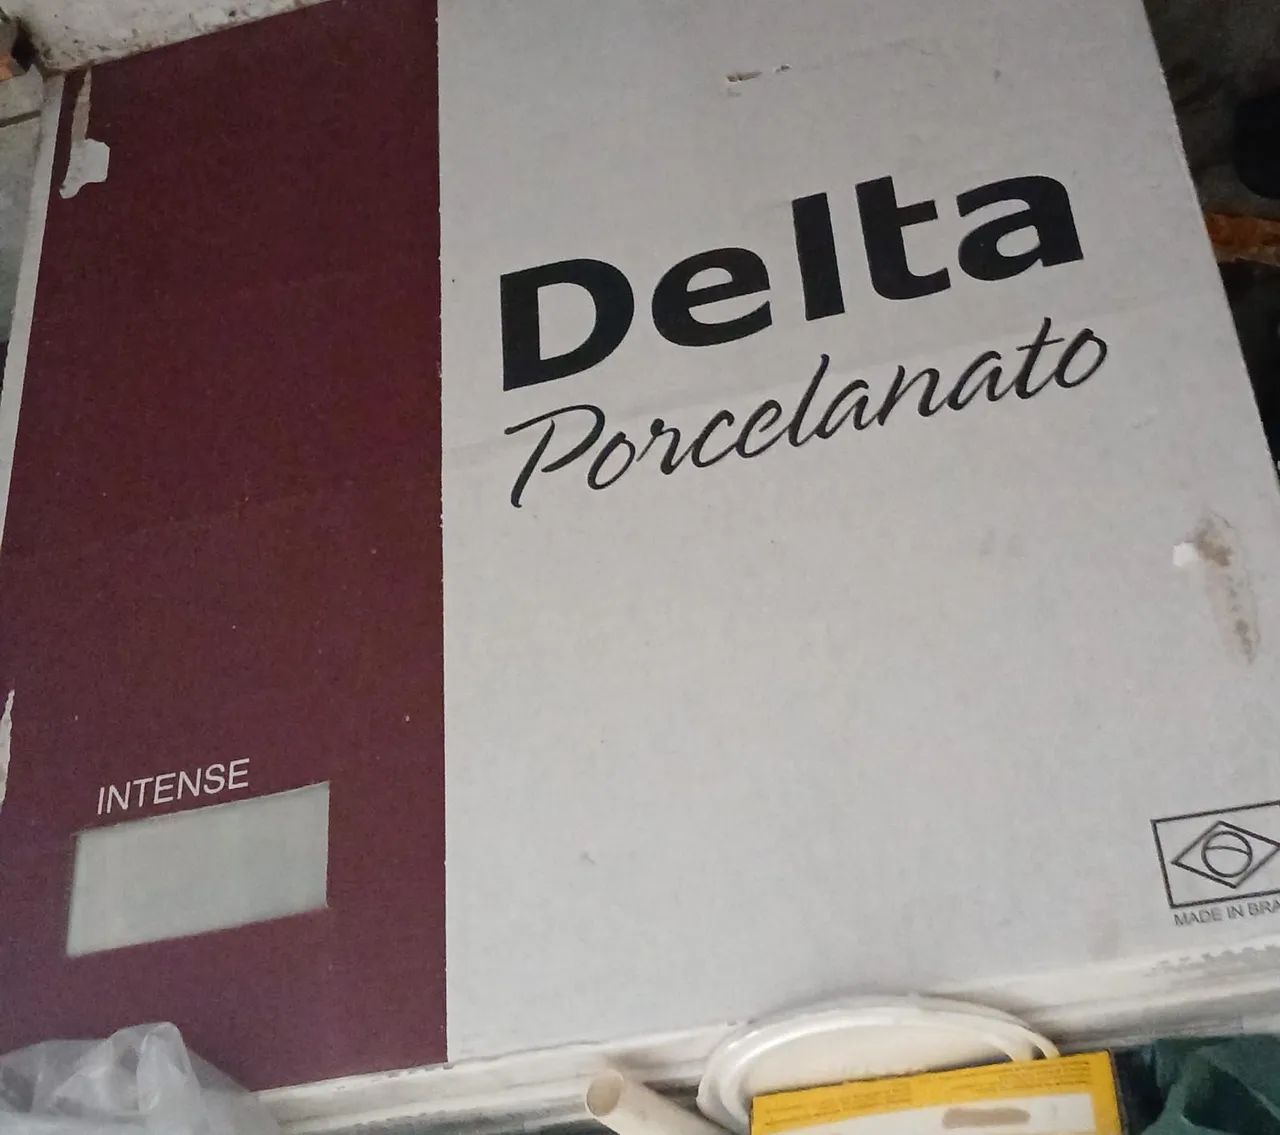 Delta
Porcelanato
INTENSE
MADE IN BRA